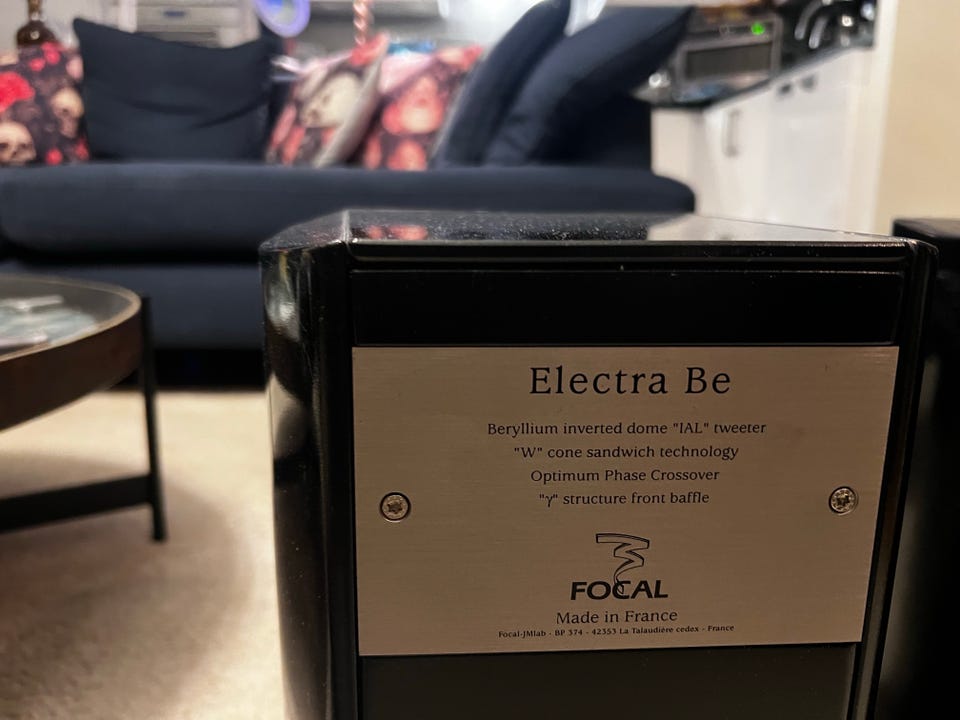 Electra Be
Beryllium inverted dome "IAL" tweeter
"W" cone sandwich technology
Optimum Phase Crossover
"γ" structure front baffle
FOCAL
Made in France
Focal-JMlab - BP 374 - 42353 La Talaudière cedex - France